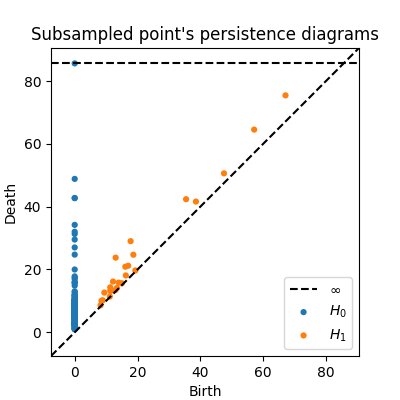 Subsampled point's persistence diagrams
Death
80
60
40
20
0
∞
H₀
H₁
0 20 40 60 80
Birth